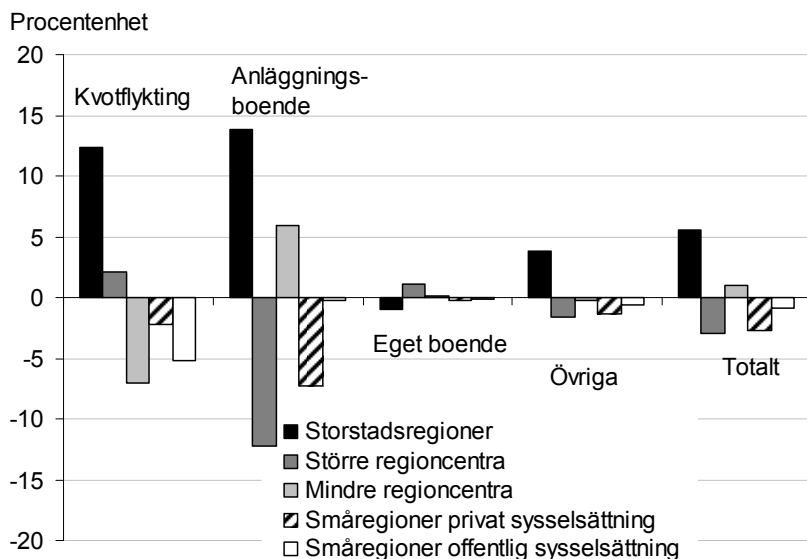 Procentenhet
20
15
10
5
0
-5
-10
-15
-20
Kvotflykting
Anläggnings-
boende
Eget boende
Övriga
Totalt
Storstadsregioner
Större regioncentra
Mindre regioncentra
Småregioner privat sysselsättning
Småregioner offentlig sysselsättning